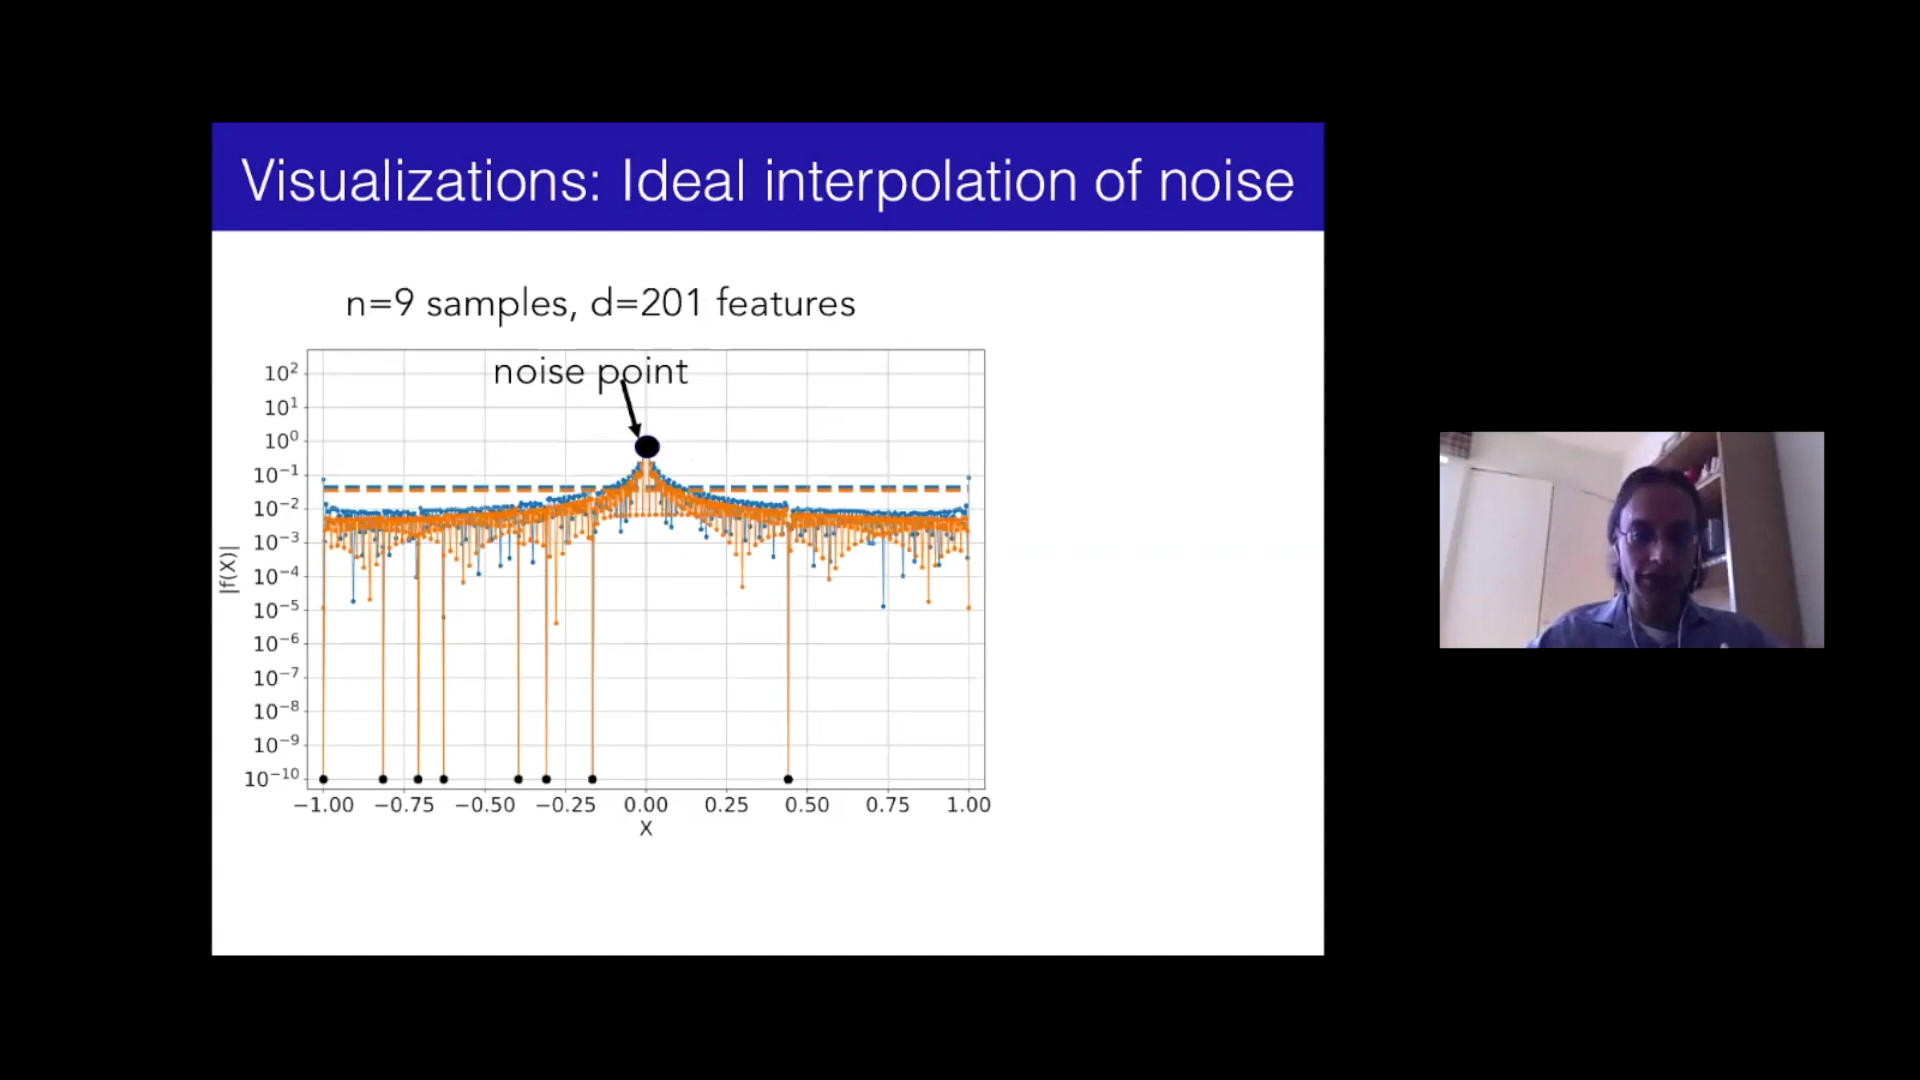 Visualizations: Ideal interpolation of noise
n=9 samples, d=201 features
noise point
10²
10¹
10⁰
10⁻¹
10⁻²
10⁻³
10⁻⁴
10⁻⁵
10⁻⁶
10⁻⁷
10⁻⁸
10⁻⁹
10⁻¹⁰
|f(X)|
−1.00 −0.75 −0.50 −0.25 0.00 0.25 0.50 0.75 1.00
X